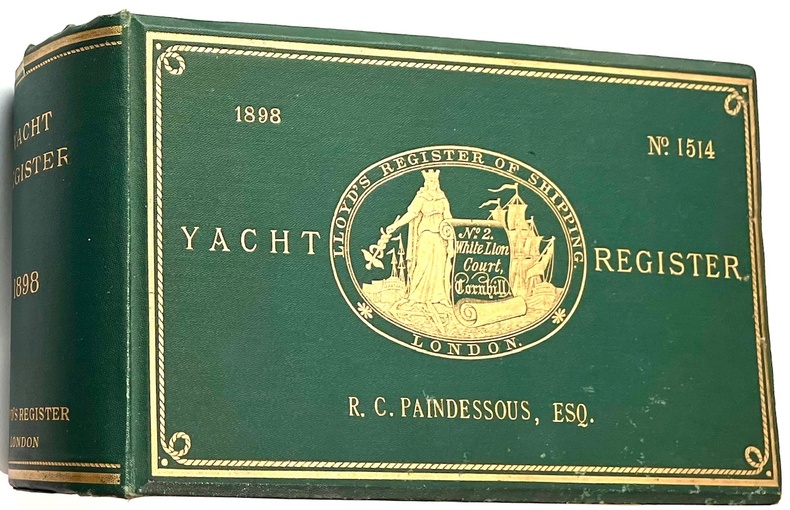 YACHT
REGISTER
1898
LLOYD'S REGISTER
LONDON
1898
Nº 1514
YACHT
LLOYD'S REGISTER OF SHIPPING.
Nº 2.
White Lion
Court,
Cornhill.
LONDON.
REGISTER
R. C. PAINDESSOUS, ESQ.